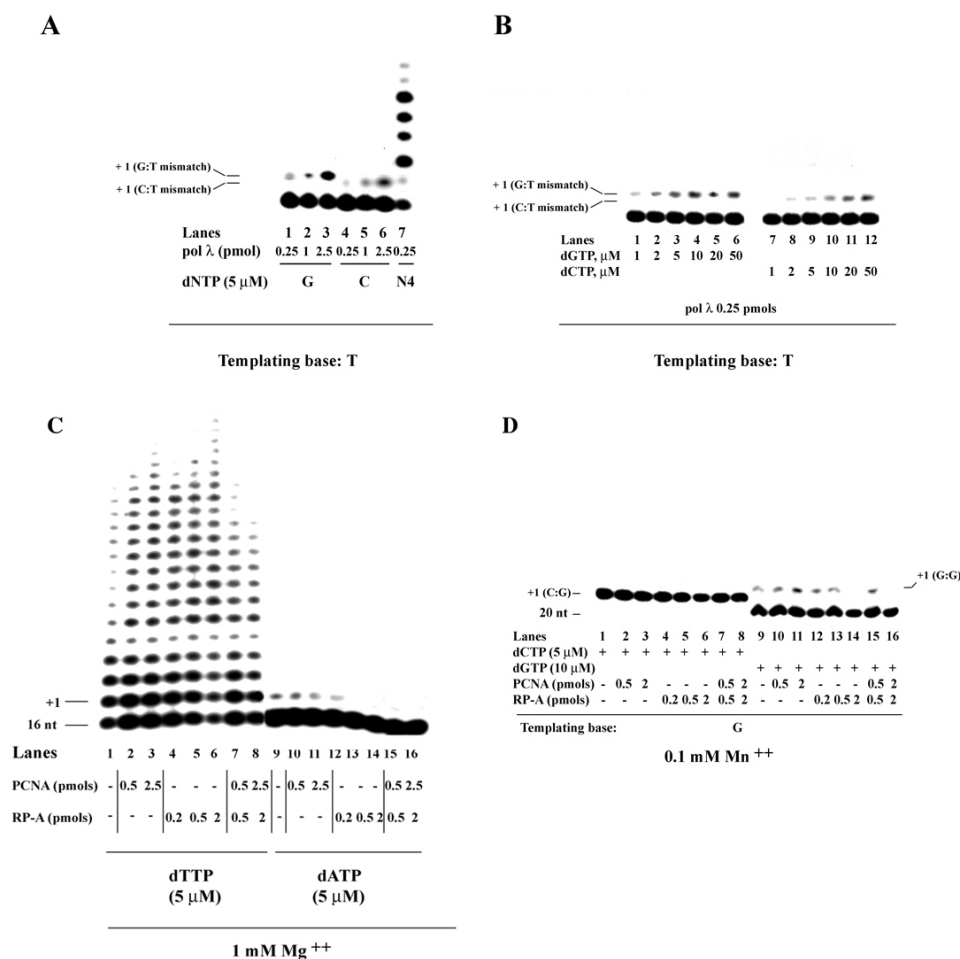 A
+ 1 (G:T mismatch)
+ 1 (C:T mismatch)
Lanes 1 2 3 4 5 6 7
pol λ (pmol) 0.25 1 2.5 0.25 1 2.5 0.25
dNTP (5 μM) G C N4
Templating base: T
B
+ 1 (G:T mismatch)
+ 1 (C:T mismatch)
Lanes 1 2 3 4 5 6 7 8 9 10 11 12
dGTP, μM 1 2 5 10 20 50
dCTP, μM 1 2 5 10 20 50
pol λ 0.25 pmols
Templating base: T
C
+1
16 nt
Lanes 1 2 3 4 5 6 7 8 9 10 11 12 13 14 15 16
PCNA (pmols) - 0.5 2.5 - - - 0.5 2.5 - 0.5 2.5 - - - 0.5 2.5
RP-A (pmols) - - - 0.2 0.5 2 0.5 2 - - - 0.2 0.5 2 0.5 2
dTTP dATP
(5 μM) (5 μM)
1 mM Mg ++
D
+1 (G:G)
+1 (C:G)
20 nt
Lanes 1 2 3 4 5 6 7 8 9 10 11 12 13 14 15 16
dCTP (5 μM) + + + + + + + +
dGTP (10 μM) + + + + + + + +
PCNA (pmols) 0.5 2 0.5 2 0.5 2 0.5 2
RP-A (pmols) 0.2 0.5 2 0.5 2 0.2 0.5 2 0.5 2
Templating base: G
0.1 mM Mn ++